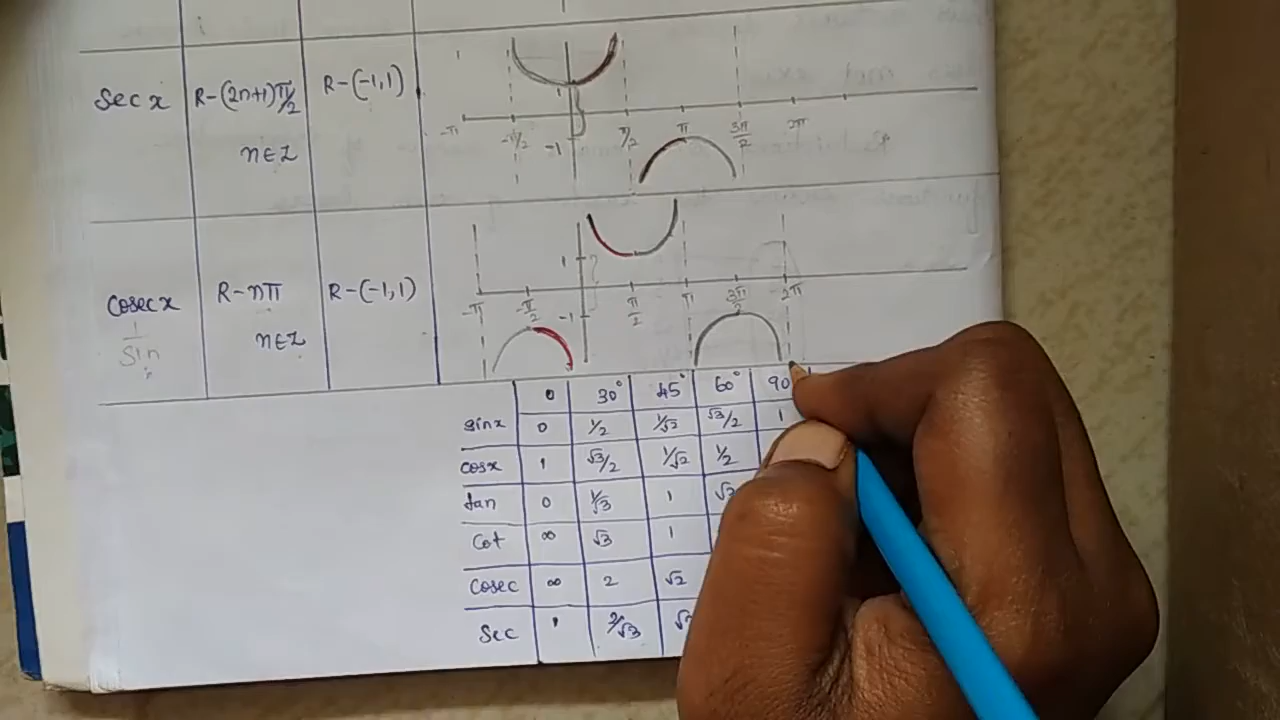 Sec x R-(2n+1)π/2 R-(-1,1)
n∈Z
1
-π -π/2 -1 π/2 π 3π/2 2π
Cosec x R-nπ R-(-1,1)
n∈Z
1/Sin
1
-π -π/2 -1 π/2 π 3π/2 2π
0 30° 45° 60° 90
sinx 0 1/2 1/√2 √3/2 1
cosx 1 √3/2 1/√2 1/2
tan 0 1/√3 1 √3
Cot ∞ √3 1
Cosec ∞ 2 √2
Sec 1 2/√3